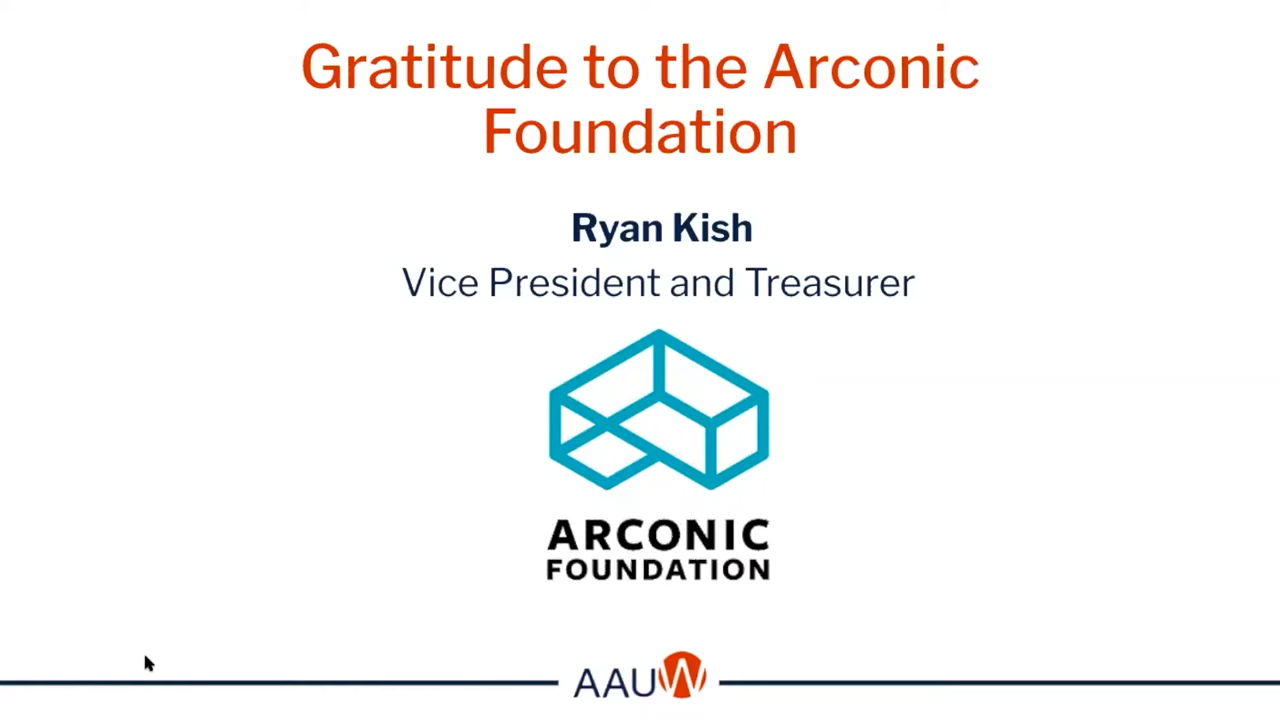 Gratitude to the Arconic
Foundation
Ryan Kish
Vice President and Treasurer
ARCONIC
FOUNDATION
AAUW